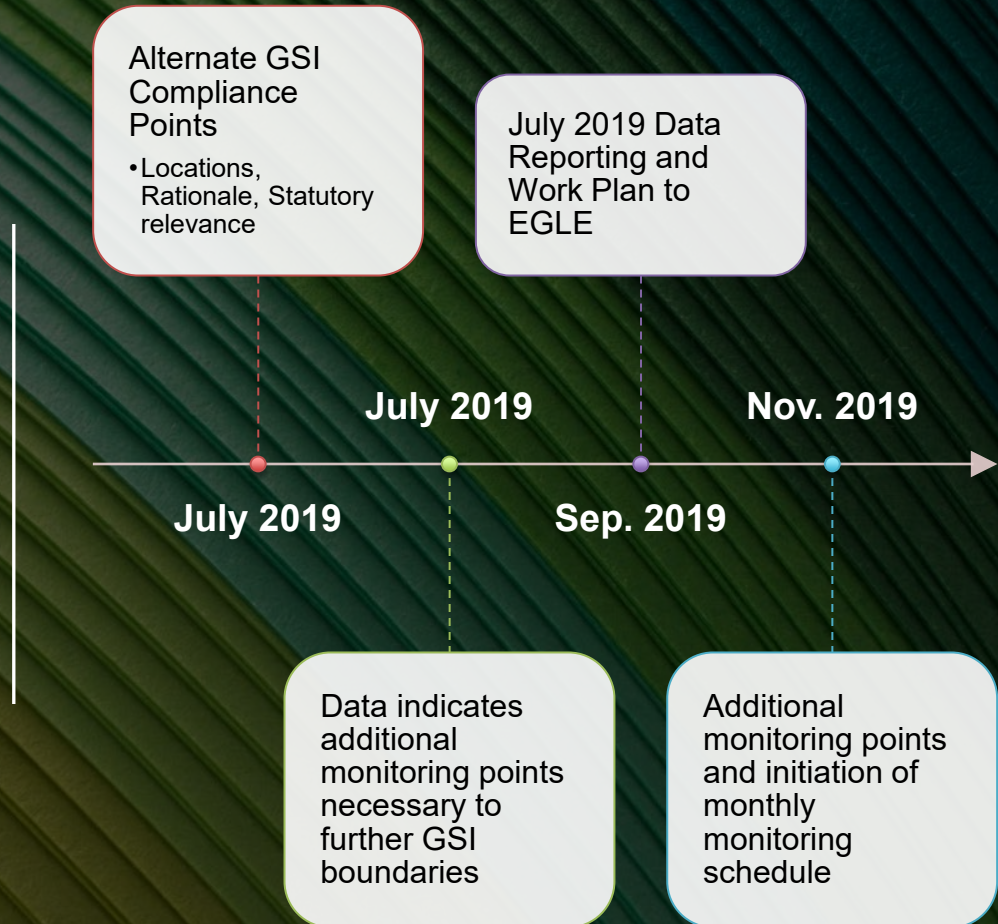 Alternate GSI
Compliance
Points
•Locations,
Rationale, Statutory
relevance
July 2019 Data
Reporting and
Work Plan to
EGLE
July 2019
Nov. 2019
July 2019
Sep. 2019
Data indicates
additional
monitoring points
necessary to
further GSI
boundaries
Additional
monitoring points
and initiation of
monthly
monitoring
schedule